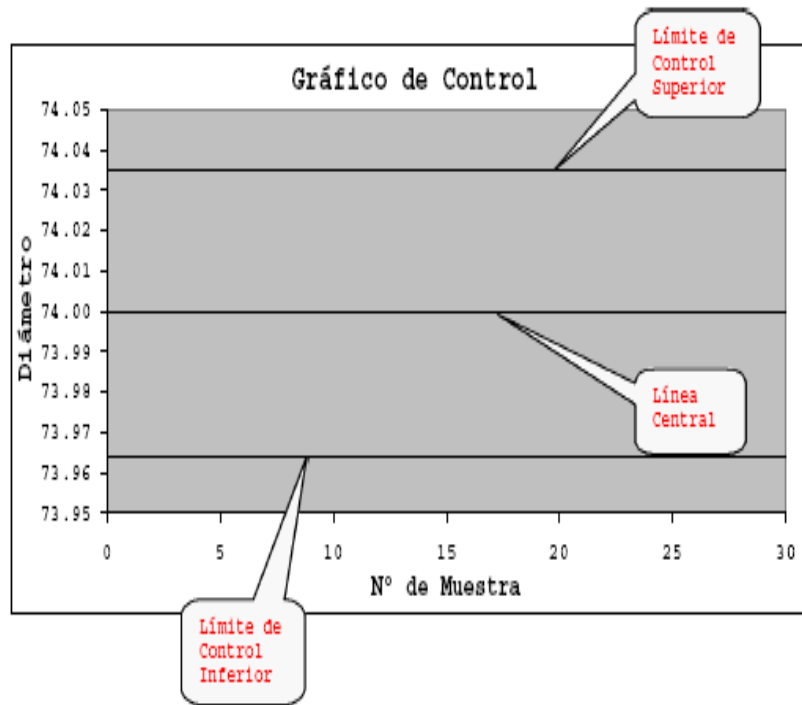 Límite de
Control
Superior
Gráfico de Control
74.05
74.04
74.03
74.02
74.01
74.00
73.99
73.98
73.97
73.96
73.95
Diámetro
Línea
Central
0 5 10 15 20 25 30
Nº de Muestra
Límite de
Control
Inferior